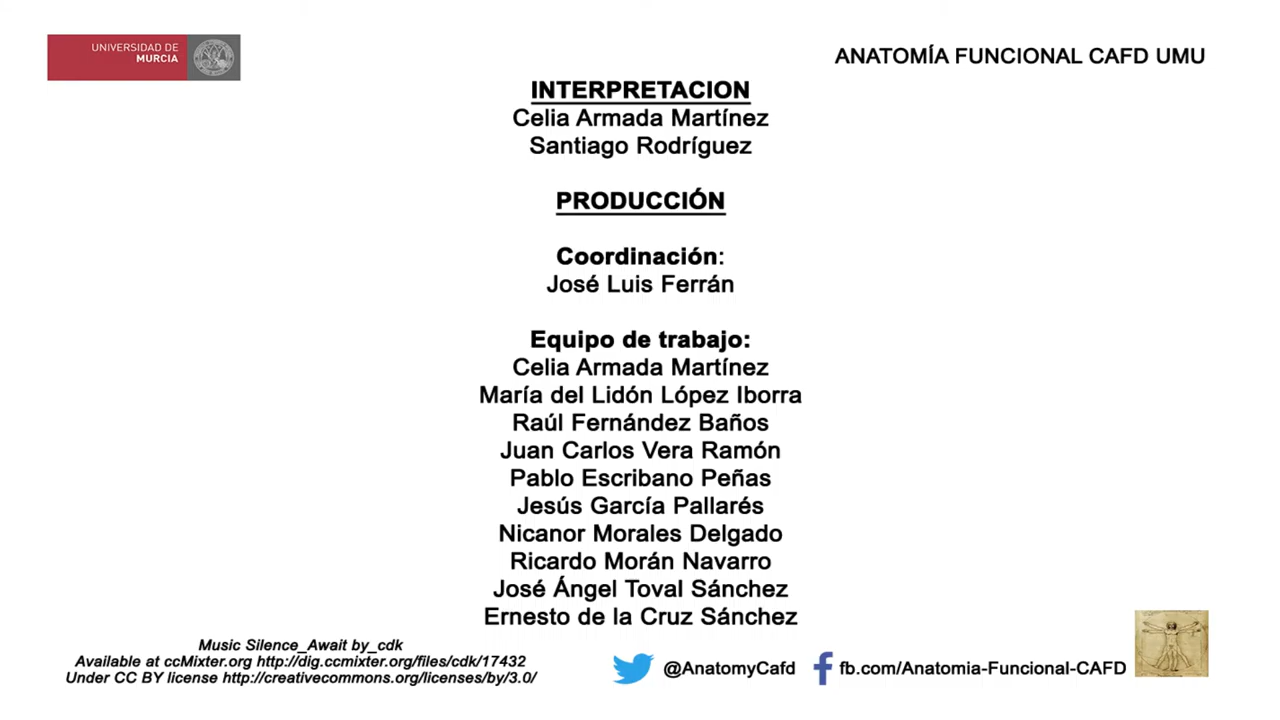 UNIVERSIDAD DE
MURCIA
ANATOMÍA FUNCIONAL CAFD UMU
INTERPRETACION
Celia Armada Martínez
Santiago Rodríguez
PRODUCCIÓN
Coordinación:
José Luis Ferrán
Equipo de trabajo:
Celia Armada Martínez
María del Lidón López Iborra
Raúl Fernández Baños
Juan Carlos Vera Ramón
Pablo Escribano Peñas
Jesús García Pallarés
Nicanor Morales Delgado
Ricardo Morán Navarro
José Ángel Toval Sánchez
Ernesto de la Cruz Sánchez
Music Silence_Await by_cdk
Available at ccMixter.org http://dig.ccmixter.org/files/cdk/17432
Under CC BY license http://creativecommons.org/licenses/by/3.0/
@AnatomyCafd
fb.com/Anatomia-Funcional-CAFD